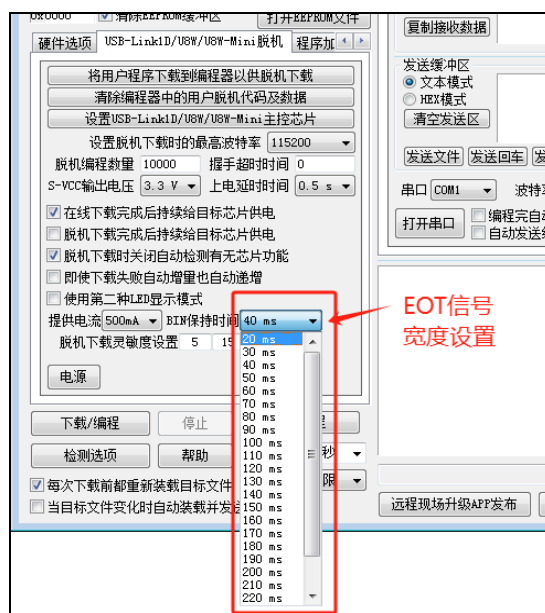 0x0000 清除EEPROM缓冲区 打开EEPROM文件
硬件选项 USB-Link1D/U8W/U8W-Mini脱机 程序加
将用户程序下载到编程器以供脱机下载
清除编程器中的用户脱机代码及数据
设置USB-Link1D/U8W/U8W-Mini主控芯片
设置脱机下载时的最高波特率 115200
脱机编程数量 10000 握手超时时间 0
S-VCC输出电压 3.3 V 上电延时时间 0.5 s
在线下载完成后持续给目标芯片供电
脱机下载完成后持续给目标芯片供电
脱机下载时关闭自动检测有无芯片功能
即使下载失败自动增量也自动递增
使用第二种LED显示模式
提供电流 500mA BIN保持时间 40 ms
脱机下载灵敏度设置 5 15
电源
20 ms
30 ms
40 ms
50 ms
60 ms
70 ms
80 ms
90 ms
100 ms
110 ms
120 ms
130 ms
140 ms
150 ms
160 ms
170 ms
180 ms
190 ms
200 ms
210 ms
220 ms
下载/编程 停止 程
检测选项 帮助 秒
每次下载前都重新装载目标文件 限
当目标文件变化时自动装载并发
复制接收数据
发送缓冲区
文本模式
HEX模式
清空发送区
发送文件 发送回车 发
串口 COM1 波特
打开串口 编程完自
自动发送
EOT信号
宽度设置
远程现场升级APP发布